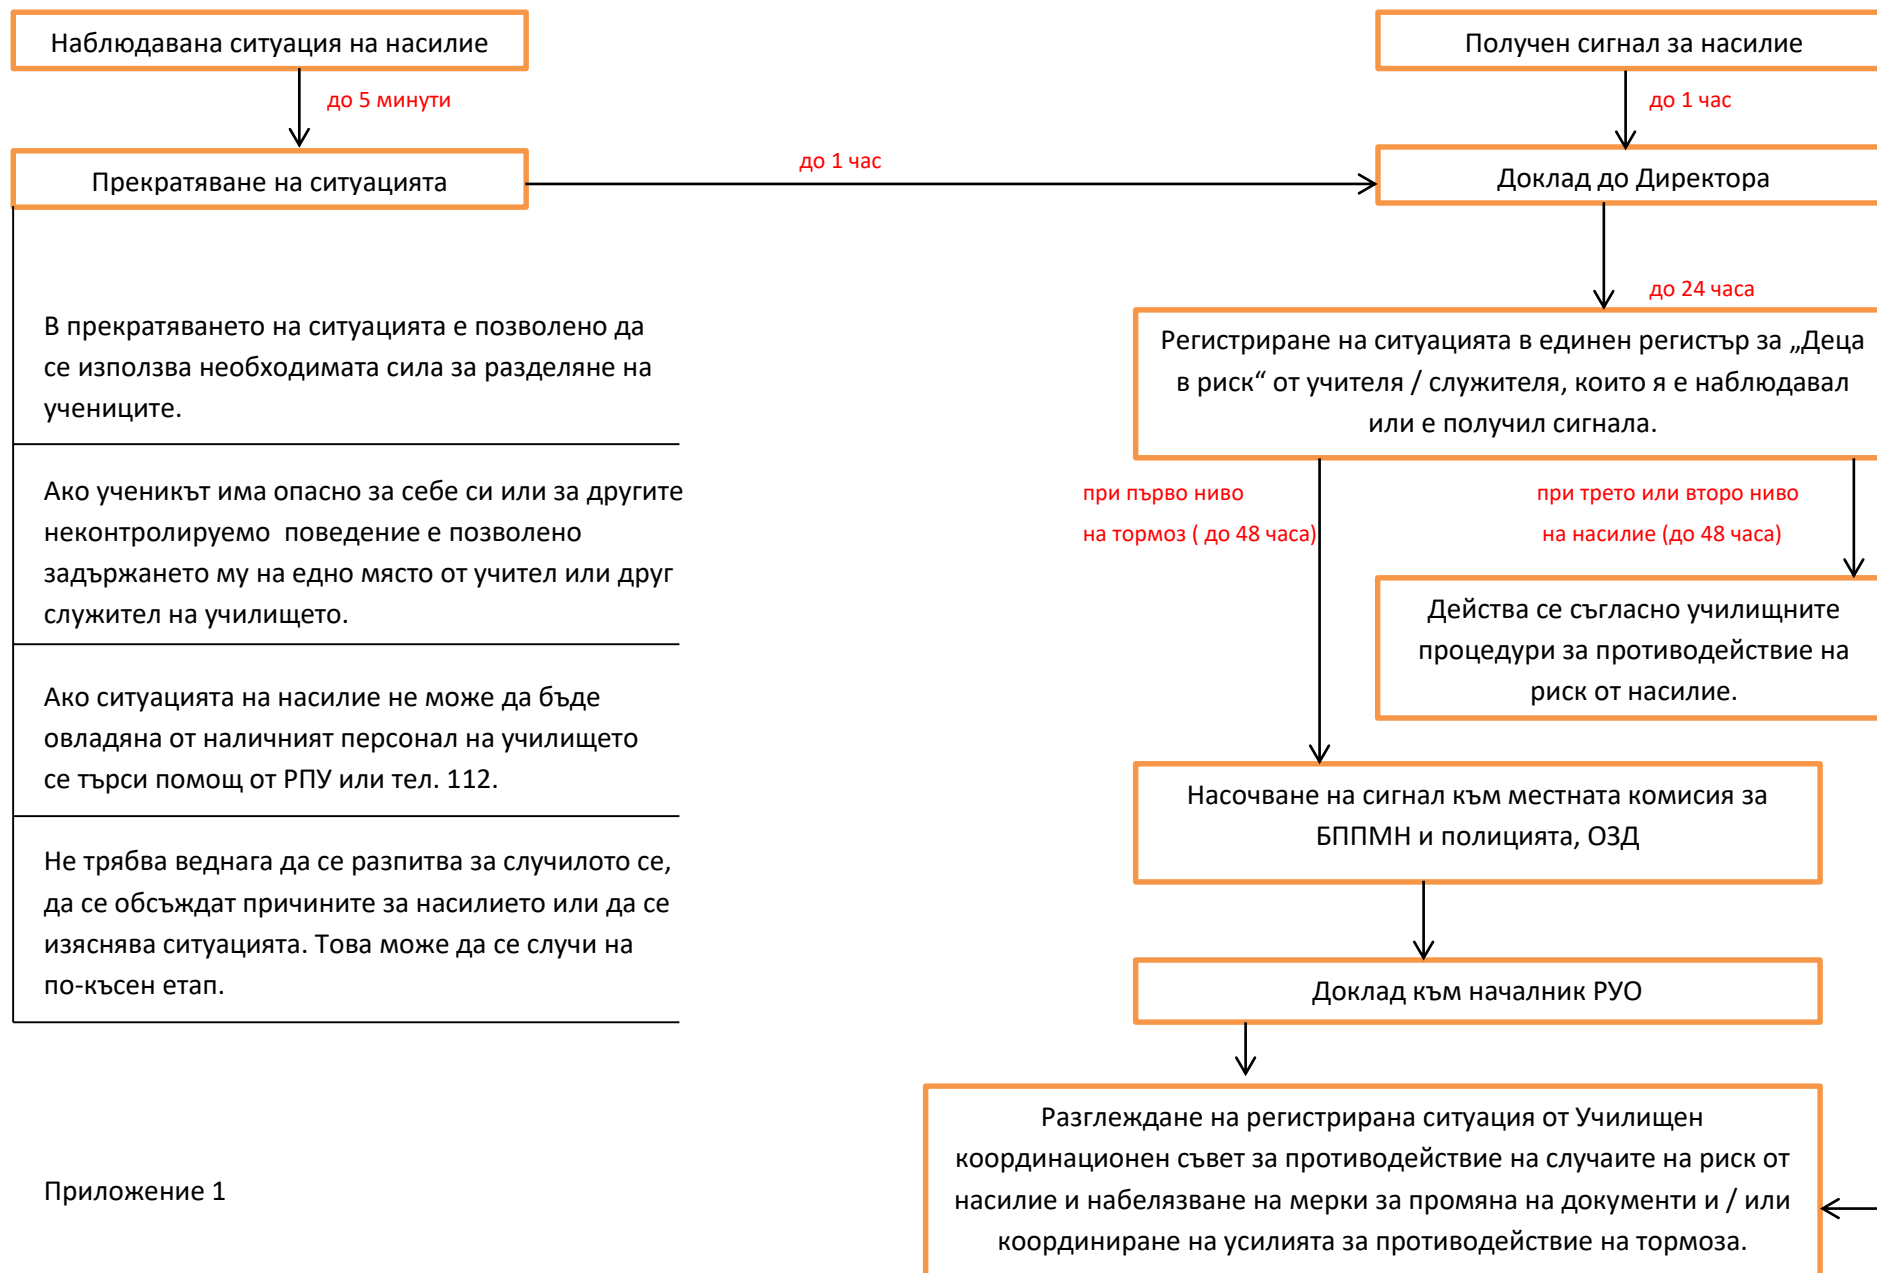 Наблюдавана ситуация на насилие
до 5 минути
Прекратяване на ситуацията
до 1 час
Получен сигнал за насилие
до 1 час
Доклад до Директора
до 24 часа
В прекратяването на ситуацията е позволено да
се използва необходимата сила за разделяне на
учениците.
Ако ученикът има опасно за себе си или за другите
неконтролируемо поведение е позволено
задържането му на едно място от учител или друг
служител на училището.
Ако ситуацията на насилие не може да бъде
овладяна от наличният персонал на училището
се търси помощ от РПУ или тел. 112.
Не трябва веднага да се разпитва за случилото се,
да се обсъждат причините за насилието или да се
изяснява ситуацията. Това може да се случи на
по-късен етап.
Регистриране на ситуацията в единен регистър за „Деца
в риск“ от учителя / служителя, които я е наблюдавал
или е получил сигнала.
при първо ниво
на тормоз ( до 48 часа)
при трето или второ ниво
на насилие (до 48 часа)
Действа се съгласно училищните
процедури за противодействие на
риск от насилие.
Насочване на сигнал към местната комисия за
БППМН и полицията, ОЗД
Доклад към началник РУО
Разглеждане на регистрирана ситуация от Училищен
координационен съвет за противодействие на случаите на риск от
насилие и набелязване на мерки за промяна на документи и / или
координиране на усилията за противодействие на тормоза.
Приложение 1